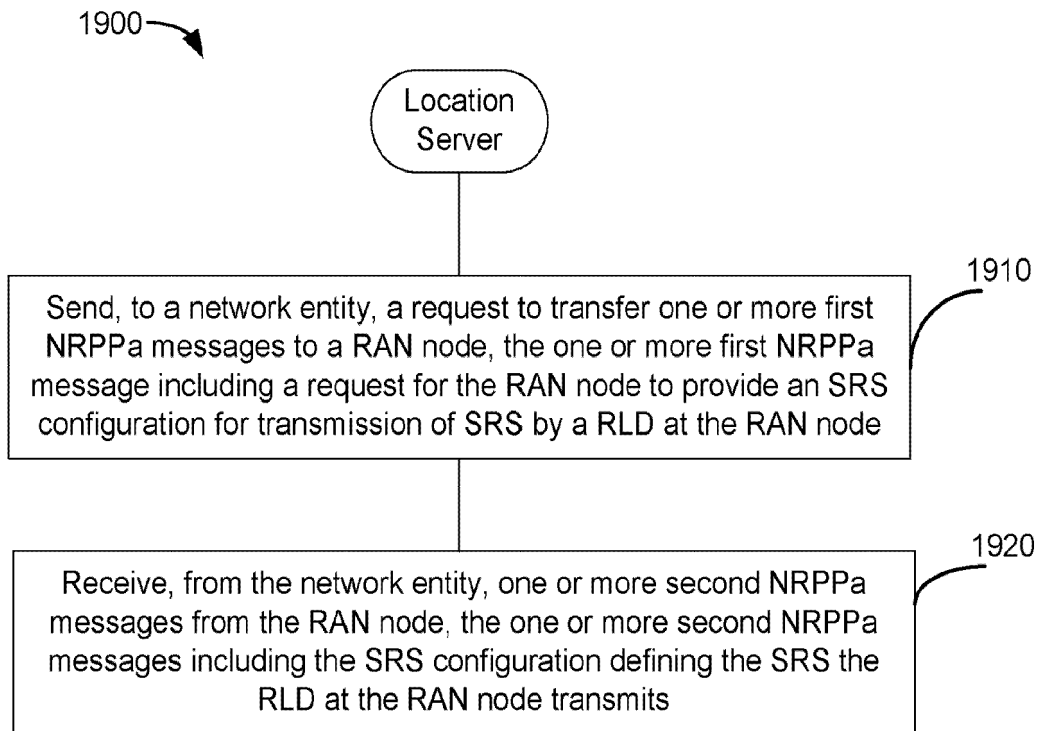 1900
Location
Server
1910
Send, to a network entity, a request to transfer one or more first
NRPPa messages to a RAN node, the one or more first NRPPa
message including a request for the RAN node to provide an SRS
configuration for transmission of SRS by a RLD at the RAN node
1920
Receive, from the network entity, one or more second NRPPa
messages from the RAN node, the one or more second NRPPa
messages including the SRS configuration defining the SRS the
RLD at the RAN node transmits